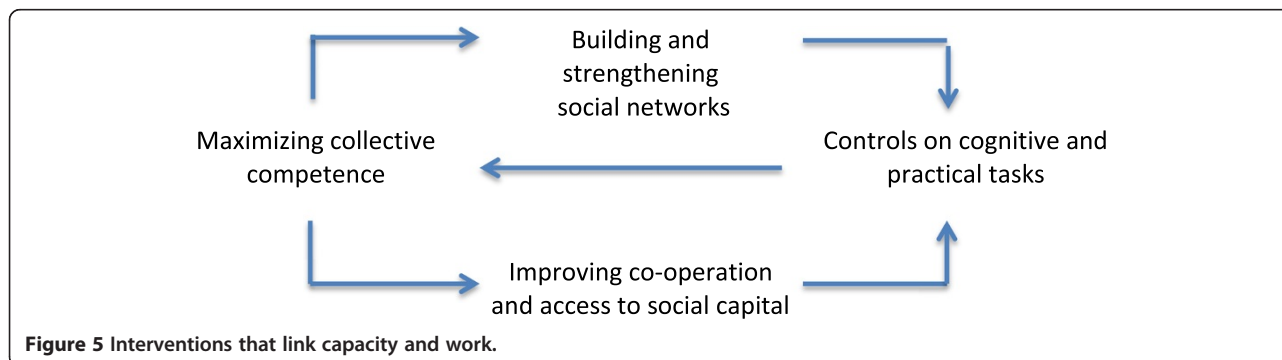 Building and
strengthening
social networks
Maximizing collective
competence
Controls on cognitive and
practical tasks
Improving co-operation
and access to social capital
Figure 5 Interventions that link capacity and work.